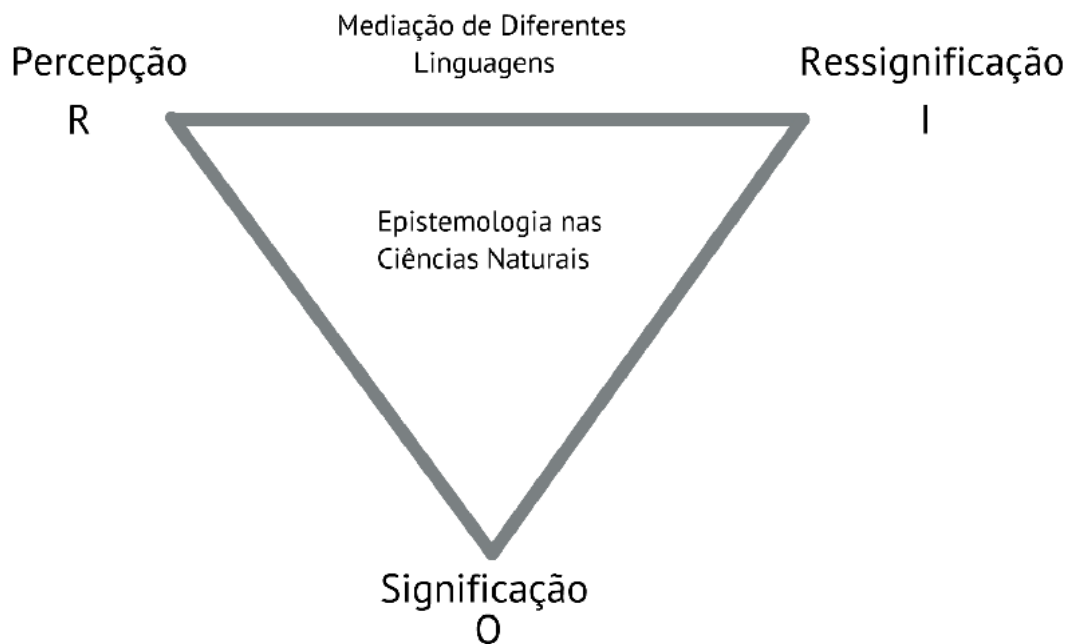 Mediação de Diferentes
Linguagens
Percepção
Ressignificação
R
I
Epistemologia nas
Ciências Naturais
Significação
O